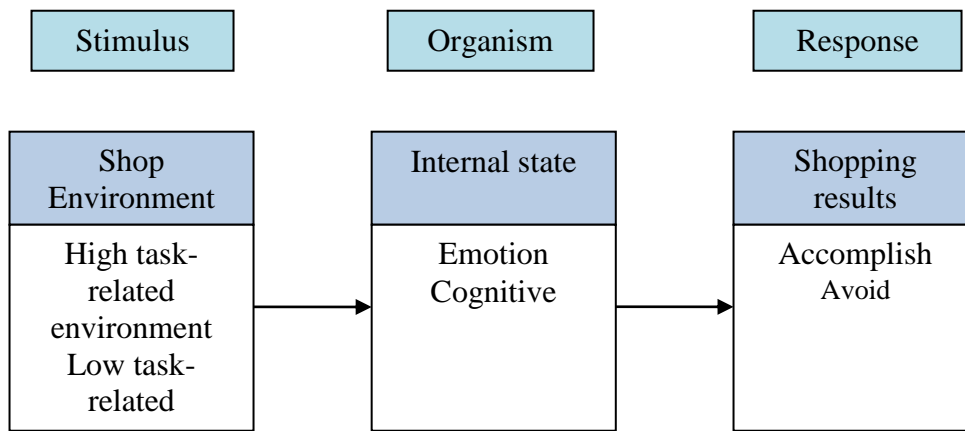 Stimulus
Organism
Response
Shop
Environment
High task-
related
environment
Low task-
related
Internal state
Emotion
Cognitive
Shopping
results
Accomplish
Avoid